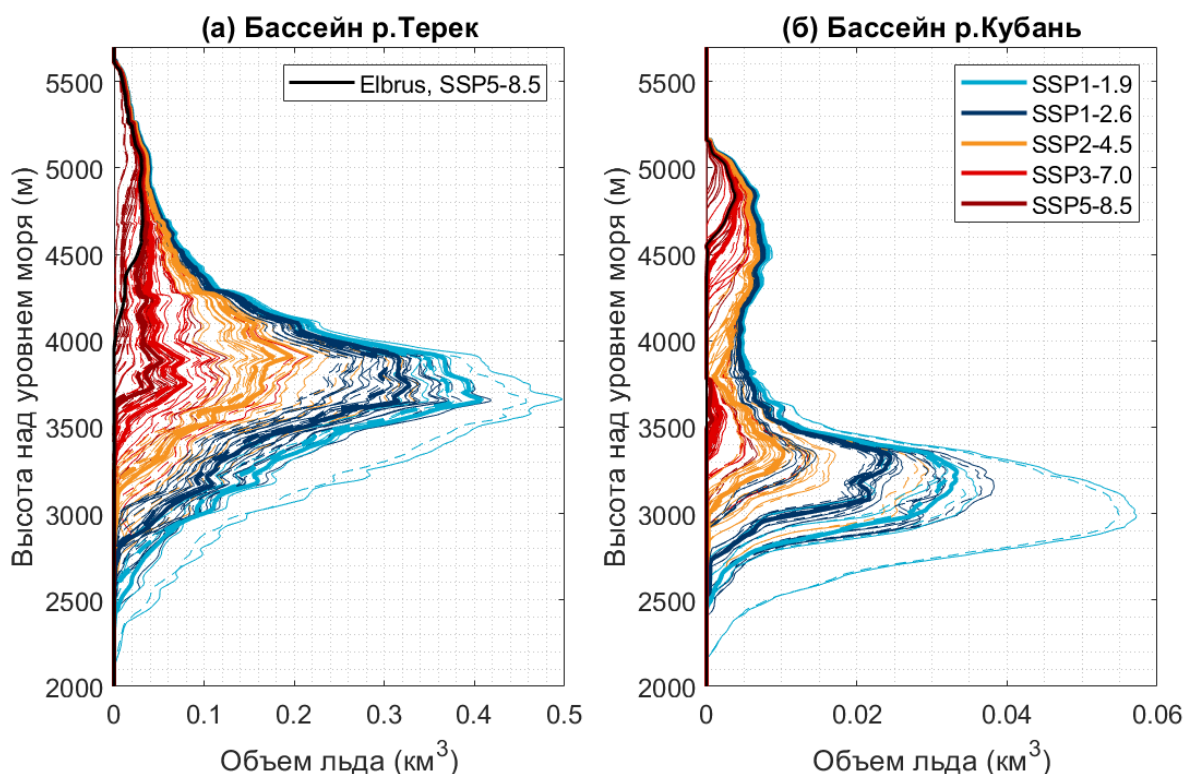 (а) Бассейн р.Терек
Elbrus, SSP5-8.5
Высота над уровнем моря (м)
5500
5000
4500
4000
3500
3000
2500
2000
0
0.1
0.2
0.3
0.4
0.5
Объем льда (км³)
(б) Бассейн р.Кубань
SSP1-1.9
SSP1-2.6
SSP2-4.5
SSP3-7.0
SSP5-8.5
Высота над уровнем моря (м)
5500
5000
4500
4000
3500
3000
2500
2000
0
0.02
0.04
0.06
Объем льда (км³)